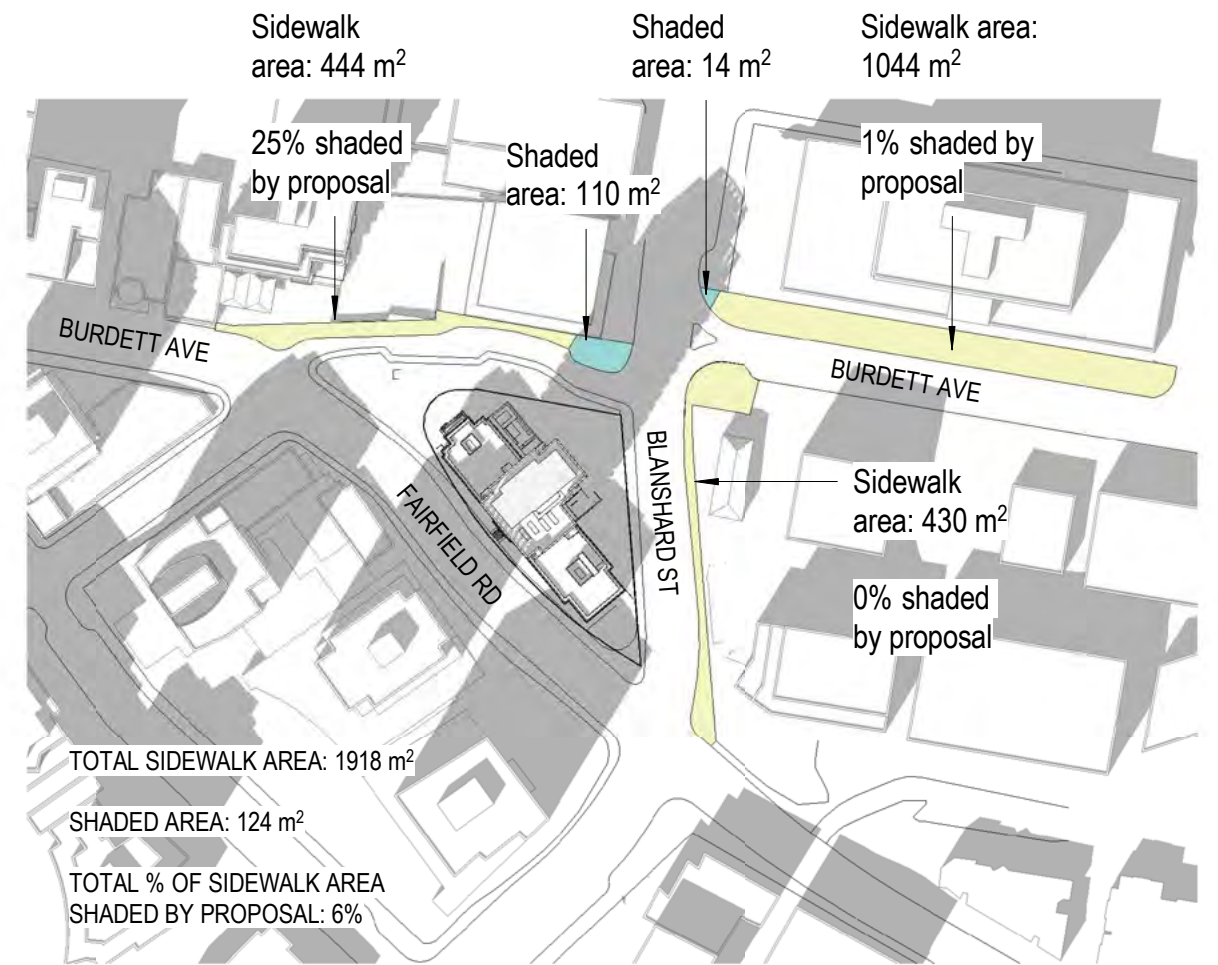 Sidewalk
area: 444 m²
Shaded
area: 14 m²
Sidewalk area:
1044 m²
25% shaded
by proposal
Shaded
area: 110 m²
1% shaded by
proposal
BURDETT AVE
BURDETT AVE
FAIRFIELD RD
BLANSHARD ST
Sidewalk
area: 430 m²
0% shaded
by proposal
TOTAL SIDEWALK AREA: 1918 m²
SHADED AREA: 124 m²
TOTAL % OF SIDEWALK AREA
SHADED BY PROPOSAL: 6%